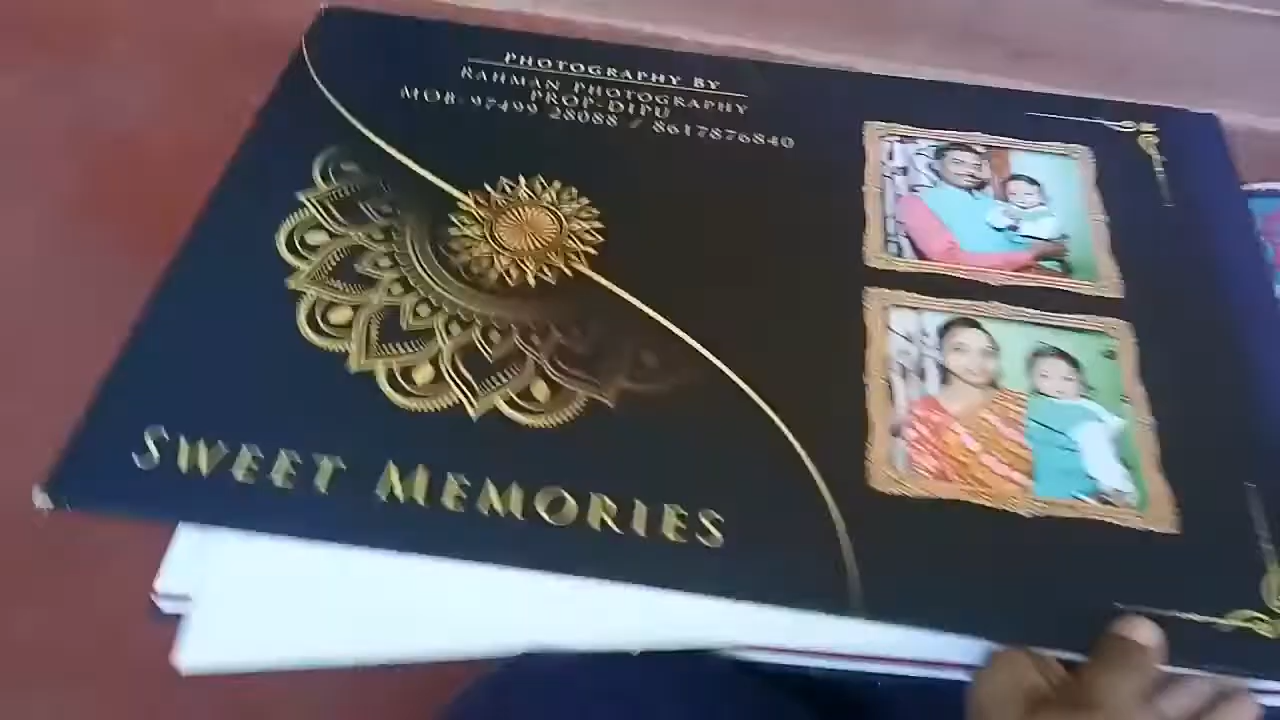 PHOTOGRAPHY BY
RAHMAN PHOTOGRAPHY
PROP-DIPU
MOB-97499 28088 / 8617876840
SWEET MEMORIES